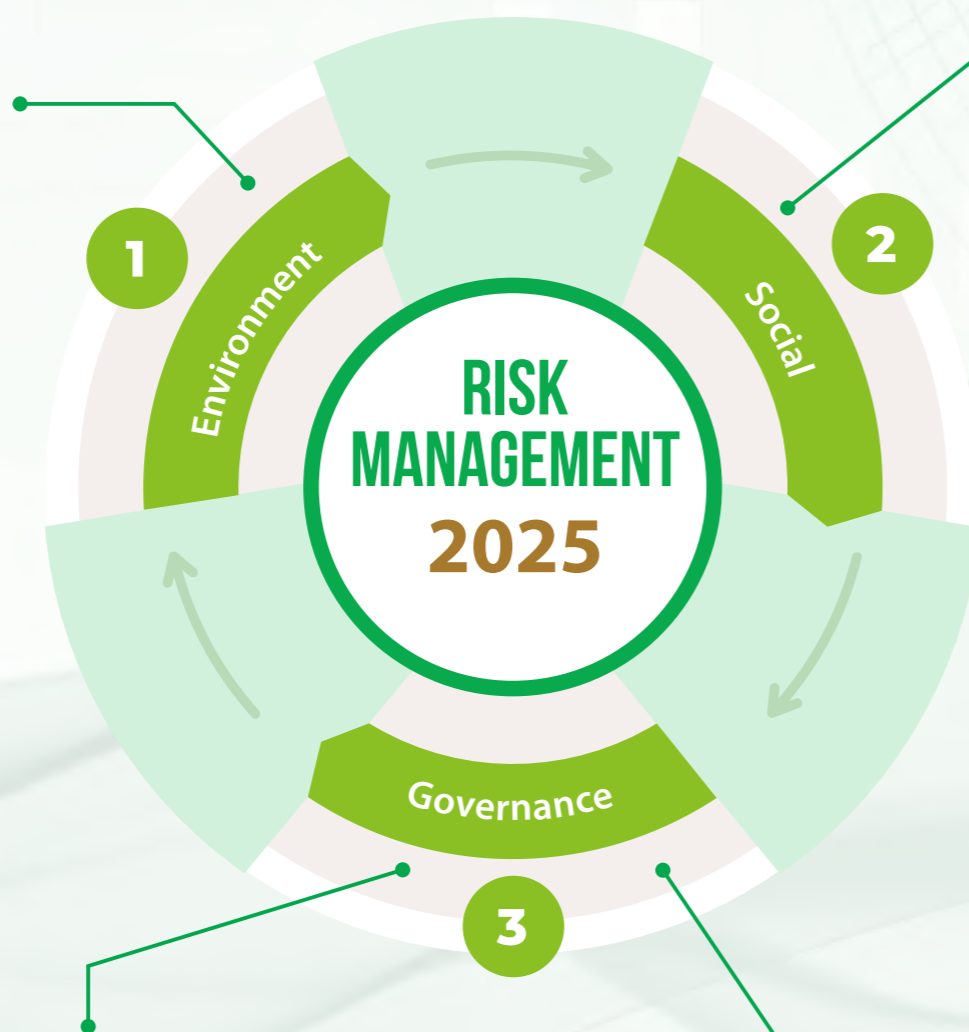 1
Environment
2
Social
RISK
MANAGEMENT
2025
Governance
3